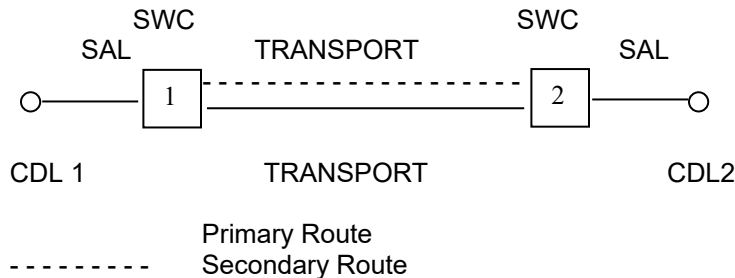 SWC SWC
SAL TRANSPORT SAL
1 2
CDL 1 TRANSPORT CDL2
Primary Route
- - - - - - - - - Secondary Route